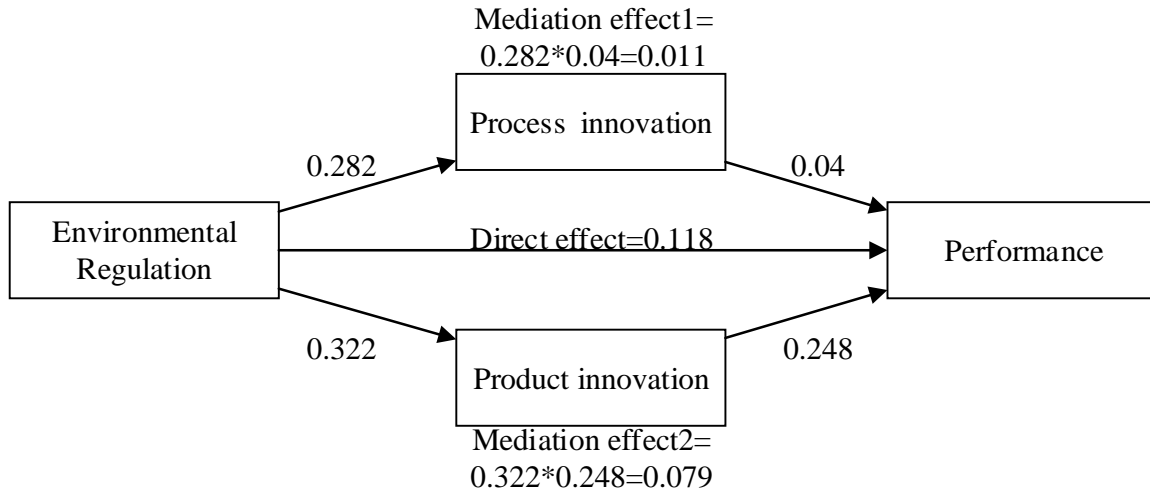 Mediation effect1=
0.282*0.04=0.011
Process innovation
0.282
0.04
Environmental
Regulation
Direct effect=0.118
Performance
0.322
0.248
Product innovation
Mediation effect2=
0.322*0.248=0.079